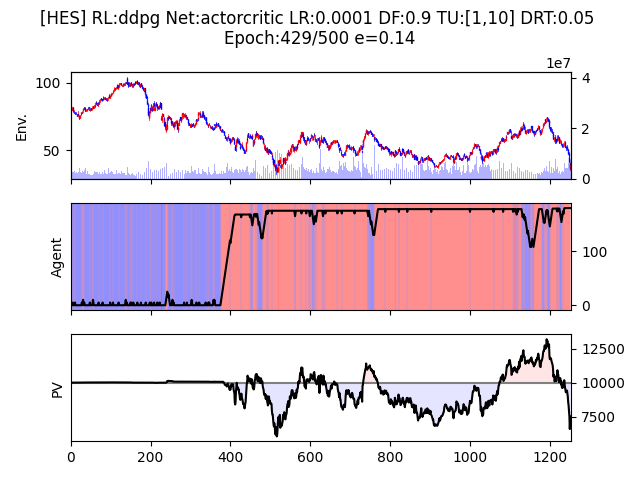 [HES] RL:ddpg Net:actorcritic LR:0.0001 DF:0.9 TU:[1,10] DRT:0.05
Epoch:429/500 e=0.14
1e7
100
50
Env.
4
2
0
Agent
100
0
PV
12500
10000
7500
0 200 400 600 800 1000 1200